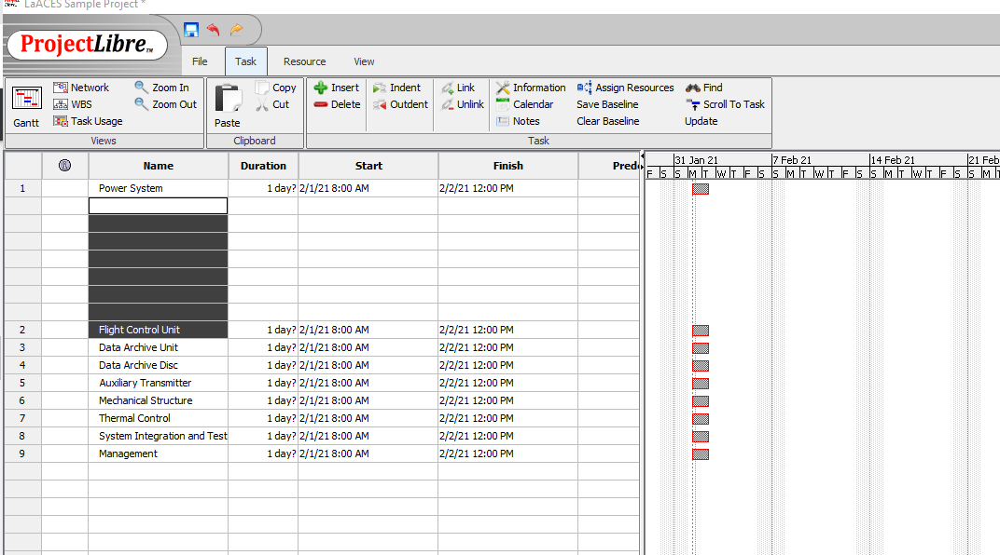 LaACES Sample Project *
ProjectLibre TM
File Task Resource View
Gantt
Network Zoom In
WBS Zoom Out
Task Usage
Views
Paste
Copy
Cut
Clipboard
Insert Indent Link Information Assign Resources Find
Delete Outdent Unlink Calendar Save Baseline Scroll To Task
Notes Clear Baseline Update
Task
Name Duration Start Finish
31 Jan 21 7 Feb 21 14 Feb 21 21 Feb
F S S M T W T F S S M T W T F S S M T W T F S S M T
1 Power System 1 day? 2/1/21 8:00 AM 2/2/21 12:00 PM
2 Flight Control Unit 1 day? 2/1/21 8:00 AM 2/2/21 12:00 PM
3 Data Archive Unit 1 day? 2/1/21 8:00 AM 2/2/21 12:00 PM
4 Data Archive Disc 1 day? 2/1/21 8:00 AM 2/2/21 12:00 PM
5 Auxiliary Transmitter 1 day? 2/1/21 8:00 AM 2/2/21 12:00 PM
6 Mechanical Structure 1 day? 2/1/21 8:00 AM 2/2/21 12:00 PM
7 Thermal Control 1 day? 2/1/21 8:00 AM 2/2/21 12:00 PM
8 System Integration and Test 1 day? 2/1/21 8:00 AM 2/2/21 12:00 PM
9 Management 1 day? 2/1/21 8:00 AM 2/2/21 12:00 PM